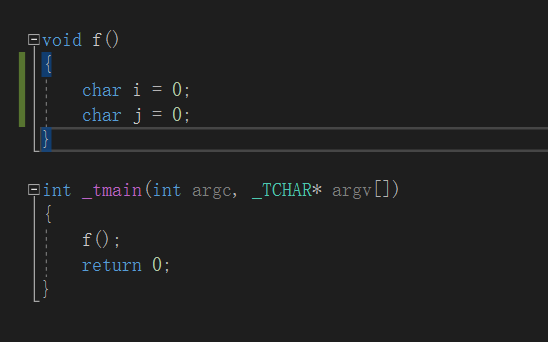 void f()
{
    char i = 0;
    char j = 0;
}
int _tmain(int argc, _TCHAR* argv[])
{
    f();
    return 0;
}